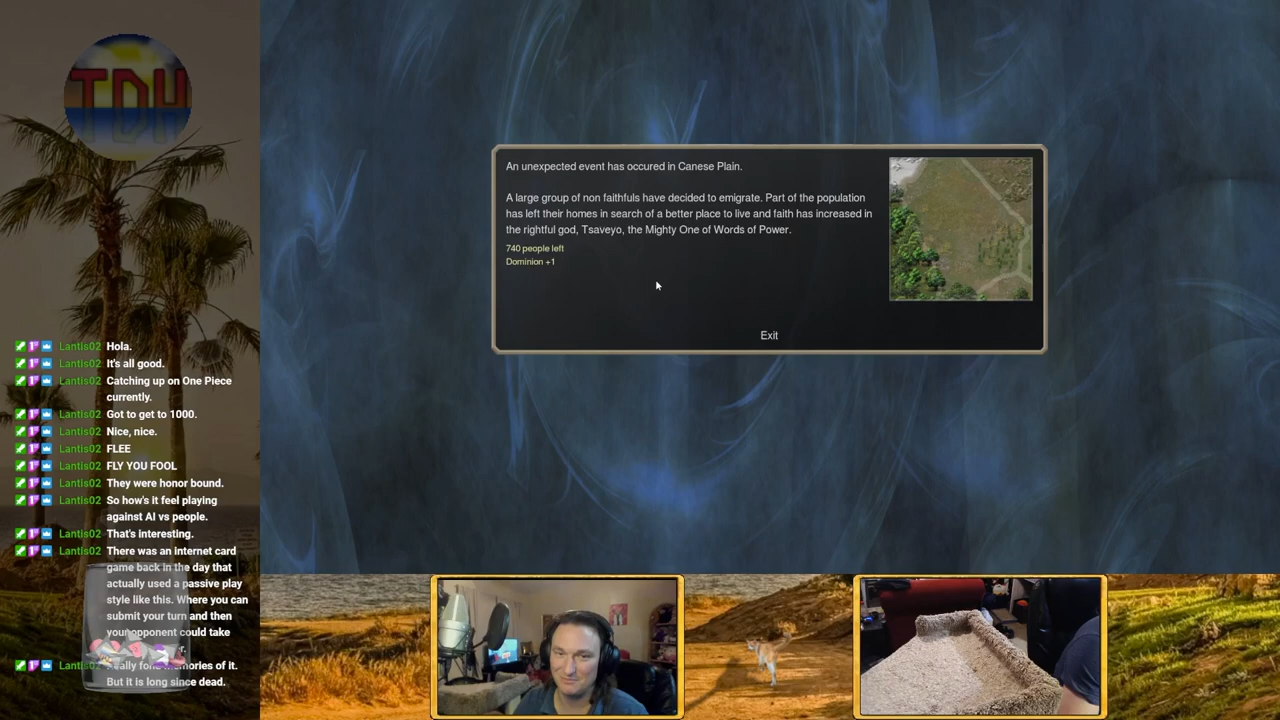 TDH
Lantis02 Hola.
Lantis02 It's all good.
Lantis02 Catching up on One Piece
currently.
Lantis02 Got to get to 1000.
Lantis02 Nice, nice.
Lantis02 FLEE
Lantis02 FLY YOU FOOL
Lantis02 They were honor bound.
Lantis02 So how's it feel playing
against AI vs people.
Lantis02 That's interesting.
Lantis02 There was an internet card
game back in the day that
actually used a passive play
style like this. Where you can
submit your turn and then
your opponent could take
of it.
But it is long since dead.
An unexpected event has occured in Canese Plain.
A large group of non faithfuls have decided to emigrate. Part of the population
has left their homes in search of a better place to live and faith has increased in
the rightful god, Tsaveyo, the Mighty One of Words of Power.
740 people left
Dominion +1
Exit